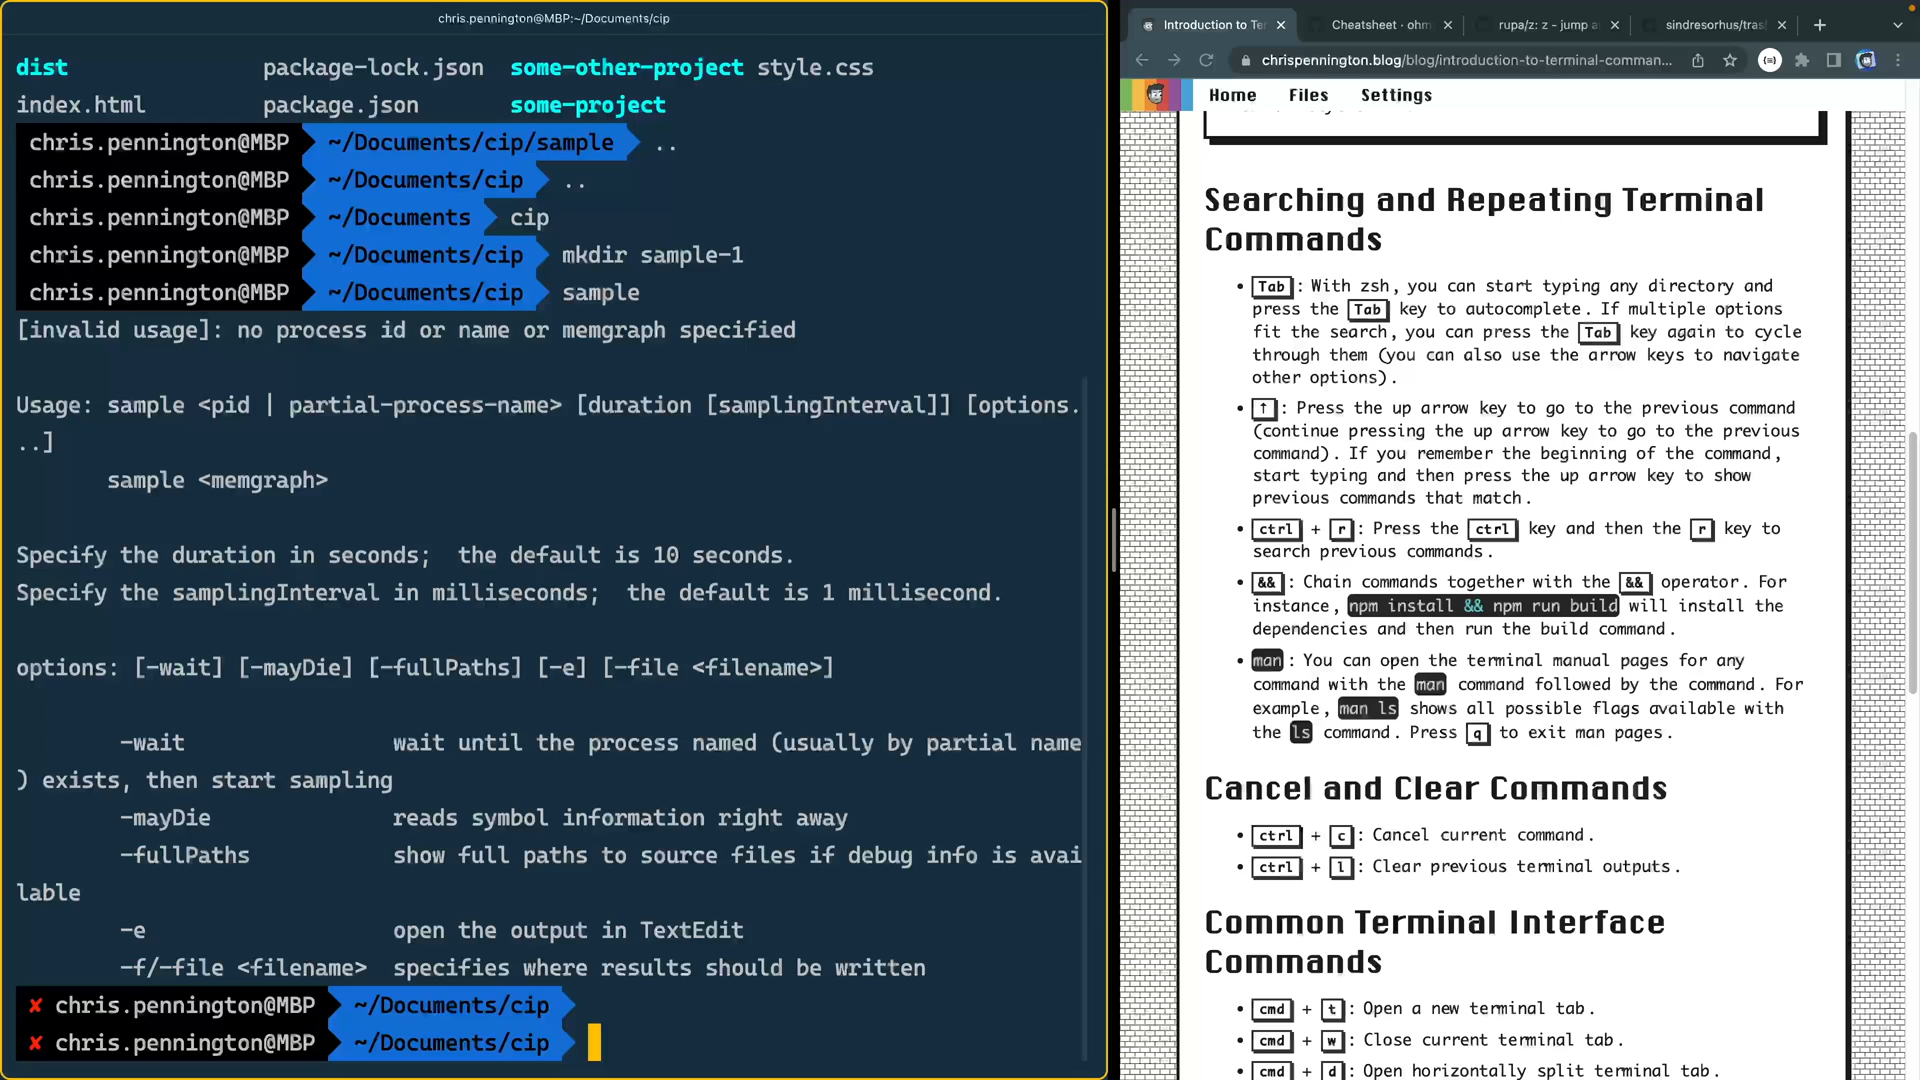 chris.pennington@MBP:~/Documents/cip
dist package-lock.json some-other-project style.css
index.html package.json some-project
chris.pennington@MBP ~/Documents/cip/sample ..
chris.pennington@MBP ~/Documents/cip ..
chris.pennington@MBP ~/Documents cip
chris.pennington@MBP ~/Documents/cip mkdir sample-1
chris.pennington@MBP ~/Documents/cip sample
[invalid usage]: no process id or name or memgraph specified
Usage: sample <pid | partial-process-name> [duration [samplingInterval]] [options.
..]
sample <memgraph>
Specify the duration in seconds; the default is 10 seconds.
Specify the samplingInterval in milliseconds; the default is 1 millisecond.
options: [-wait] [-mayDie] [-fullPaths] [-e] [-file <filename>]
-wait wait until the process named (usually by partial name
) exists, then start sampling
-mayDie reads symbol information right away
-fullPaths show full paths to source files if debug info is avai
lable
-e open the output in TextEdit
-f/-file <filename> specifies where results should be written
✘ chris.pennington@MBP ~/Documents/cip
✘ chris.pennington@MBP ~/Documents/cip
Introduction to Ter
Cheatsheet · ohm
rupa/z: z - jump a
sindresorhus/tras
chrispennington.blog/blog/introduction-to-terminal-comman...
Home Files Settings
Searching and Repeating Terminal
Commands
• Tab: With zsh, you can start typing any directory and
press the Tab key to autocomplete. If multiple options
fit the search, you can press the Tab key again to cycle
through them (you can also use the arrow keys to navigate
other options).
• ↑: Press the up arrow key to go to the previous command
(continue pressing the up arrow key to go to the previous
command). If you remember the beginning of the command,
start typing and then press the up arrow key to show
previous commands that match.
• ctrl + r: Press the ctrl key and then the r key to
search previous commands.
• &&: Chain commands together with the && operator. For
instance, npm install && npm run build will install the
dependencies and then run the build command.
• man: You can open the terminal manual pages for any
command with the man command followed by the command. For
example, man ls shows all possible flags available with
the ls command. Press q to exit man pages.
Cancel and Clear Commands
• ctrl + c: Cancel current command.
• ctrl + l: Clear previous terminal outputs.
Common Terminal Interface
Commands
• cmd + t: Open a new terminal tab.
• cmd + w: Close current terminal tab.
• cmd + d: Open horizontally split terminal tab.